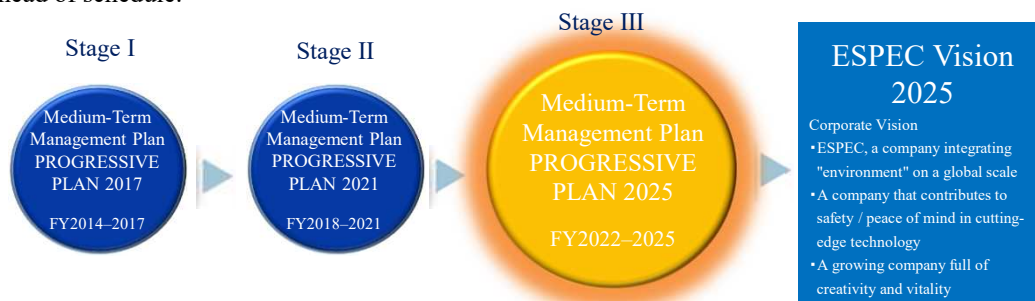 head of schedule.
Stage I
Medium-Term
Management Plan
PROGRESSIVE
PLAN 2017
FY2014–2017
Stage II
Medium-Term
Management Plan
PROGRESSIVE
PLAN 2021
FY2018–2021
Stage III
Medium-Term
Management Plan
PROGRESSIVE
PLAN 2025
FY2022–2025
ESPEC Vision
2025
Corporate Vision
・ESPEC, a company integrating
"environment" on a global scale
・A company that contributes to
safety / peace of mind in cutting-
edge technology
・A growing company full of
creativity and vitality